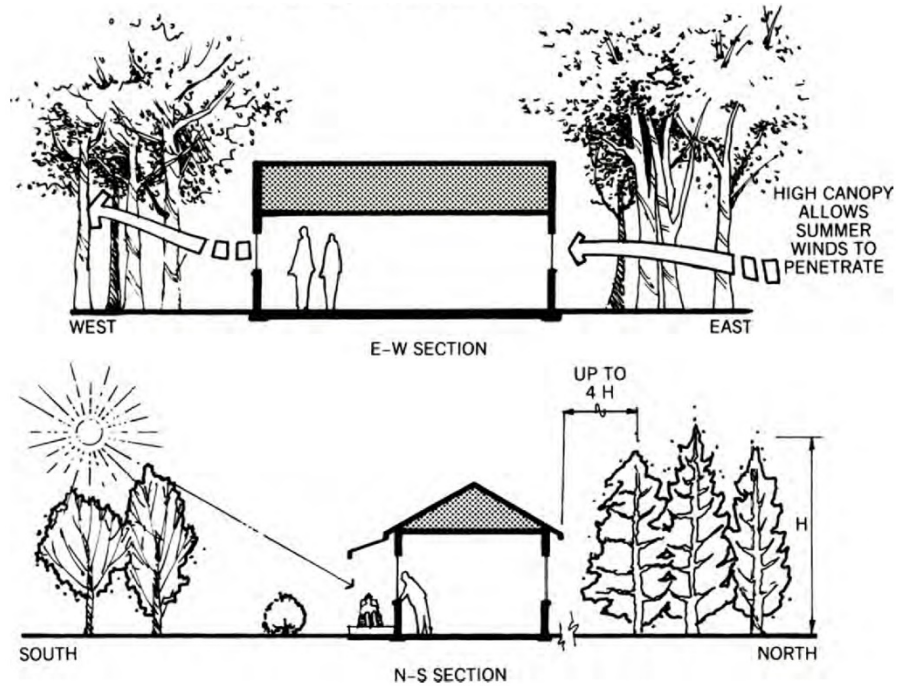 HIGH CANOPY
ALLOWS
SUMMER
WINDS TO
PENETRATE
WEST
EAST
E-W SECTION
UP TO
4 H
H
SOUTH
NORTH
N-S SECTION